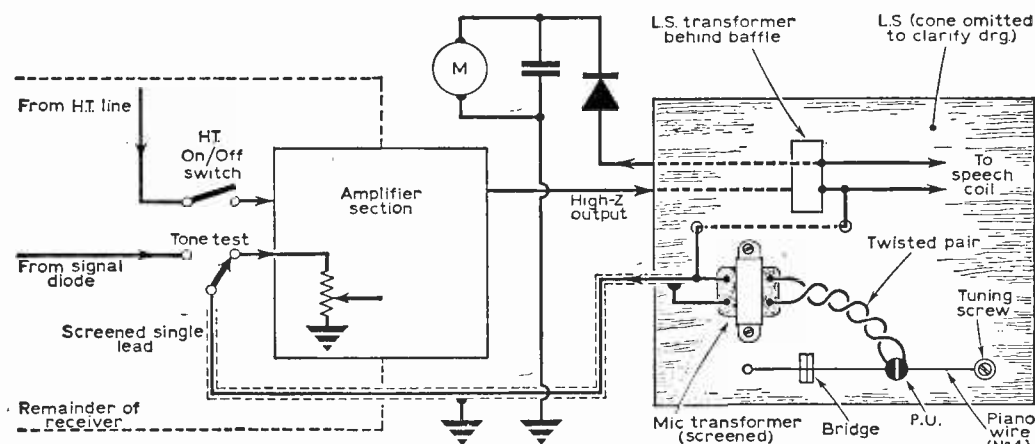 L.S. transformer
behind baffle
L.S (cone omitted
to clarify drg.)
M
From H.T. line
H.T.
On/Off
switch
Amplifier
section
High-Z
output
To
speech
coil
Tone test
From signal
diode
Twisted pair
Tuning
screw
Screened single
lead
Remainder of
receiver
Mic transformer
(screened)
Bridge
P.U.
Piano
wire